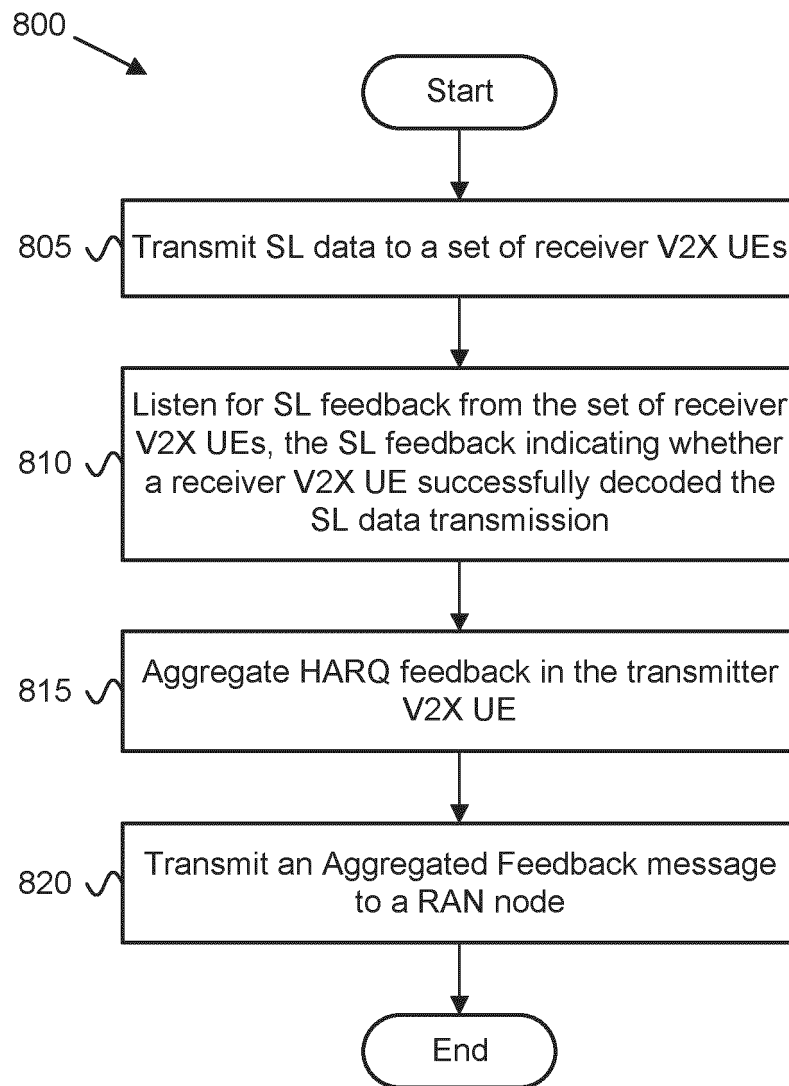 800
Start
805
Transmit SL data to a set of receiver V2X UEs
810
Listen for SL feedback from the set of receiver
V2X UEs, the SL feedback indicating whether
a receiver V2X UE successfully decoded the
SL data transmission
815
Aggregate HARQ feedback in the transmitter
V2X UE
820
Transmit an Aggregated Feedback message
to a RAN node
End